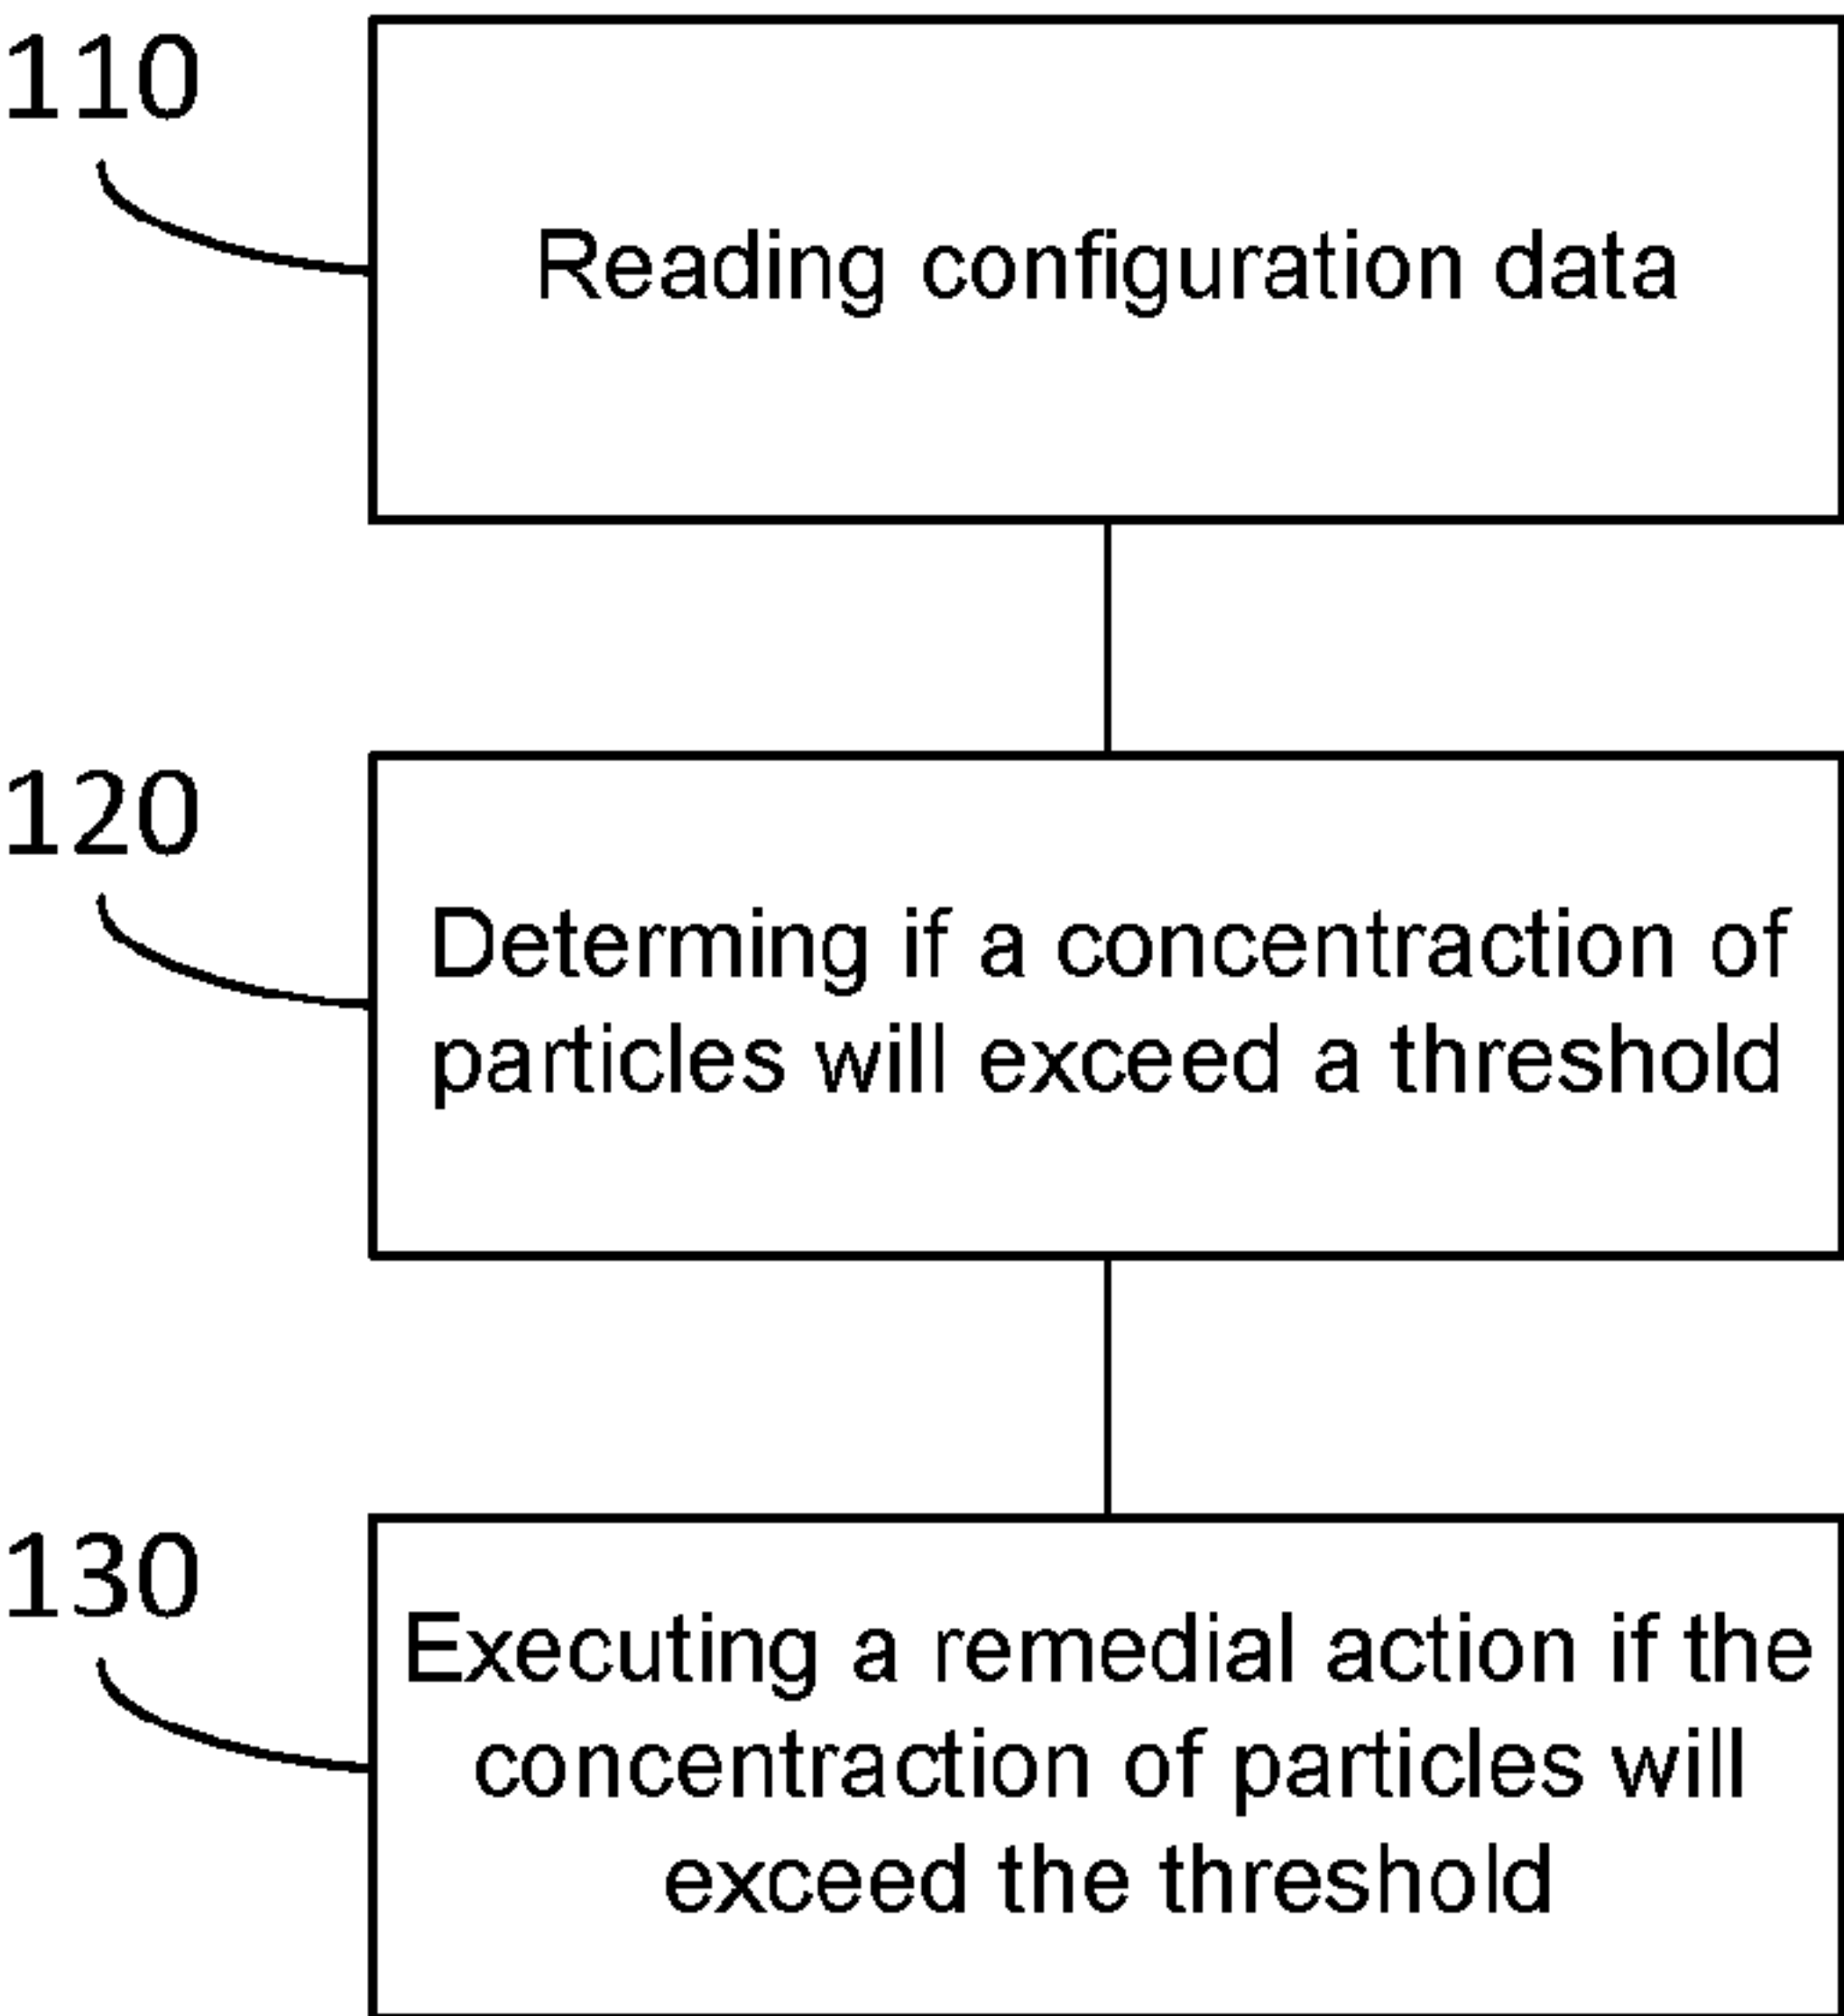 110
Reading configuration data
120
Determing if a concentraction of
particles will exceed a threshold
130
Executing a remedial action if the
concentraction of particles will
exceed the threshold